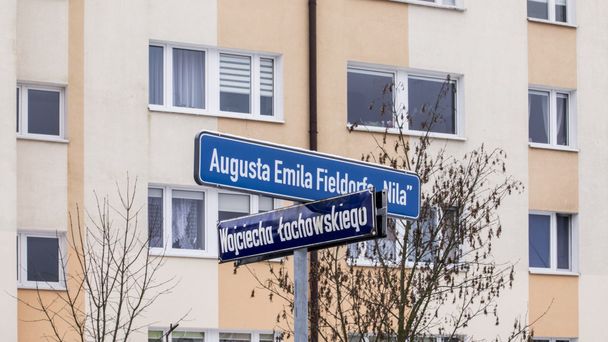 Augusta Emila Fieldorfa „Nila”
Wojciecha Łachowskiego